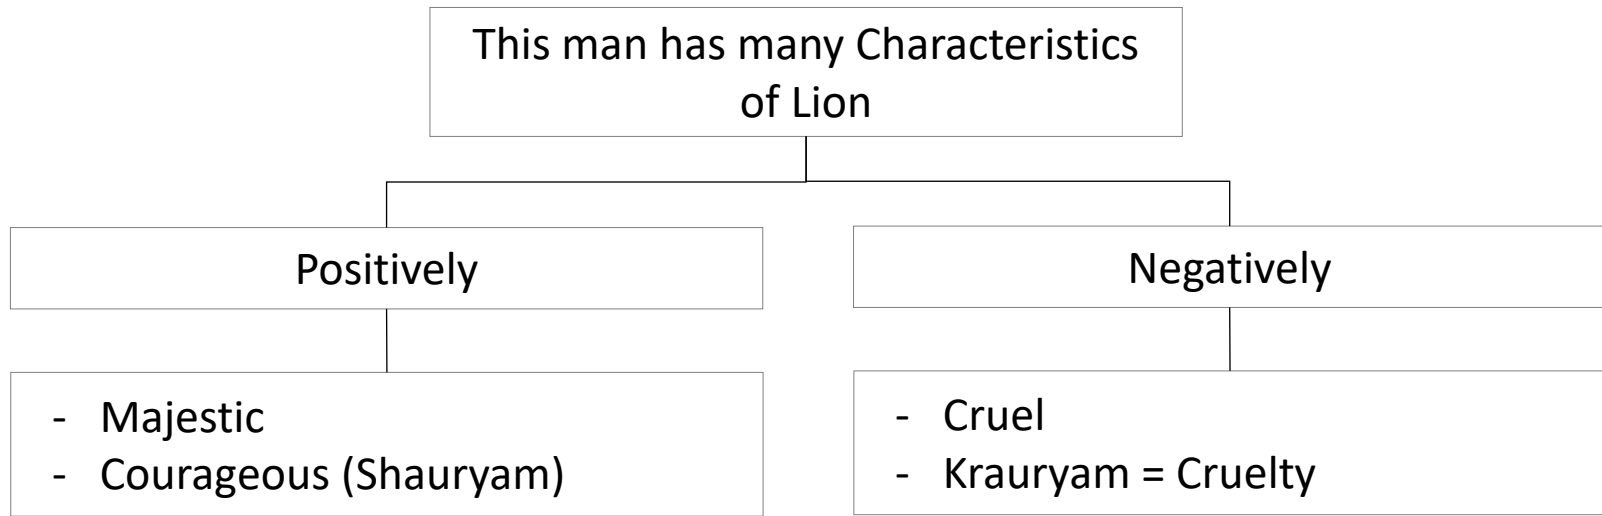 This man has many Characteristics
of Lion
Positively
Negatively
- Majestic
- Courageous (Shauryam)
- Cruel
- Krauryam = Cruelty